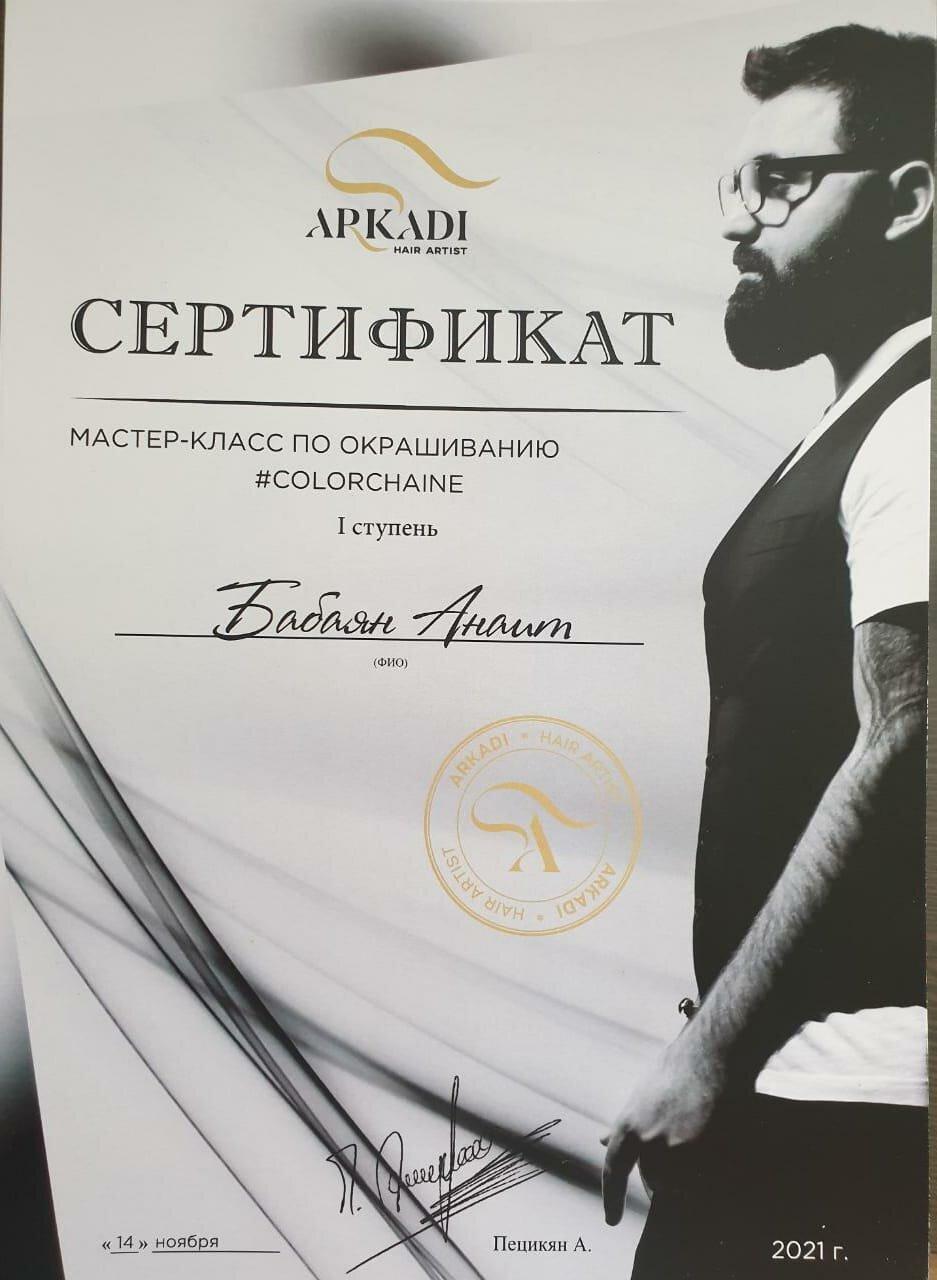 ARKADI
HAIR ARTIST
СЕРТИФИКАТ
МАСТЕР-КЛАСС ПО ОКРАШИВАНИЮ
#COLORCHAINE
I ступень
Бабаян Анаит
(ФИО)
ARKADI * HAIR ARTIST
ARKADI * HAIR ARTIST
« 14 » ноября
Пецикян А.
2021 г.